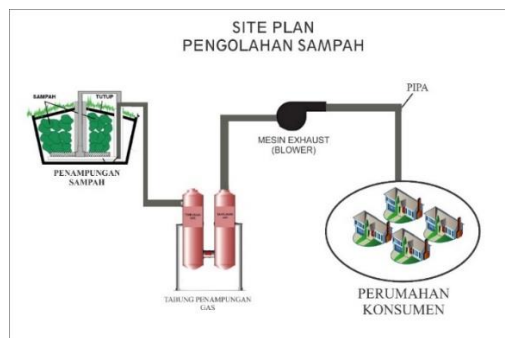 SITE PLAN
PENGOLAHAN SAMPAH
SAMPAH
TUTUP
PENAMPUNGAN
SAMPAH
PIPA
MESIN EXHAUST
(BLOWER)
TABUNG PENAMPUNGAN
GAS
PERUMAHAN
KONSUMEN